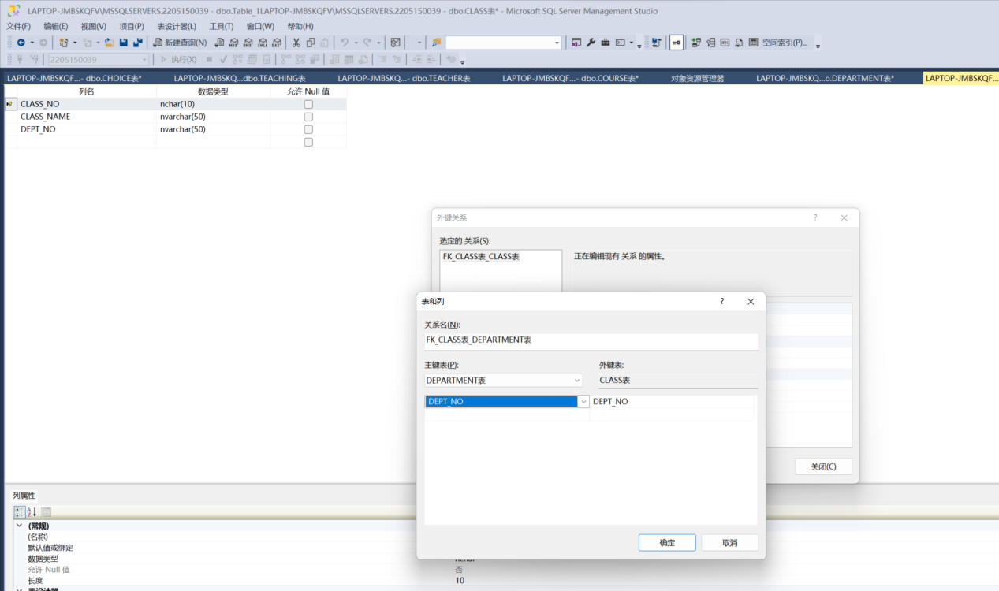 LAPTOP-JMBSKQFV\MSSQLSERVERS.2205150039 - dbo.Table_1LAPTOP-JMBSKQFV\MSSQLSERVERS.2205150039 - dbo.CLASS表* - Microsoft SQL Server Management Studio
文件(F) 编辑(E) 视图(V) 项目(P) 表设计器(L) 工具(T) 窗口(W) 帮助(H)
新建查询(N) 空间索引(P)...
2205150039 执行(X)
LAPTOP-JMBSKQF...- dbo.CHOICE表* LAPTOP-JMBSKQ...dbo.TEACHING表 LAPTOP-JMBSKQF...- dbo.TEACHER表 LAPTOP-JMBSKQF...- dbo.COURSE表* 对象资源管理器 LAPTOP-JMBSKQ...o.DEPARTMENT表* LAPTOP-JMBSKQF...
列名 数据类型 允许 Null 值
CLASS_NO nchar(10)
CLASS_NAME nvarchar(50)
DEPT_NO nvarchar(50)
外键关系 ?
选定的 关系(S):
FK_CLASS表_CLASS表 正在编辑现有 关系 的属性。
表和列 ?
关系名(N):
FK_CLASS表_DEPARTMENT表
主键表(P): 外键表:
DEPARTMENT表 CLASS表
DEPT_NO DEPT_NO
关闭(C)
确定 取消
列属性
(常规)
(名称)
默认值或绑定
数据类型 nchar
允许 Null 值 否
长度 10
表设计器